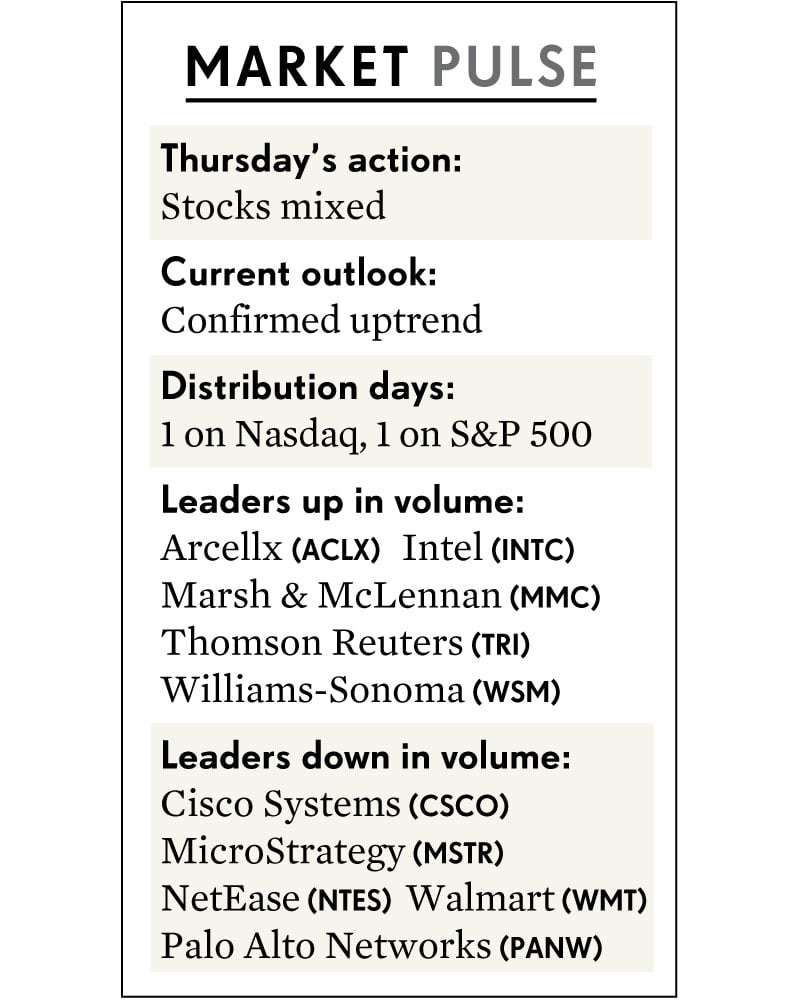 MARKET PULSE
Thursday's action:
Stocks mixed
Current outlook:
Confirmed uptrend
Distribution days:
1 on Nasdaq, 1 on S&P 500
Leaders up in volume:
Arcellx (ACLX) Intel (INTC)
Marsh & McLennan (MMC)
Thomson Reuters (TRI)
Williams-Sonoma (WSM)
Leaders down in volume:
Cisco Systems (CSCO)
MicroStrategy (MSTR)
NetEase (NTES) Walmart (WMT)
Palo Alto Networks (PANW)